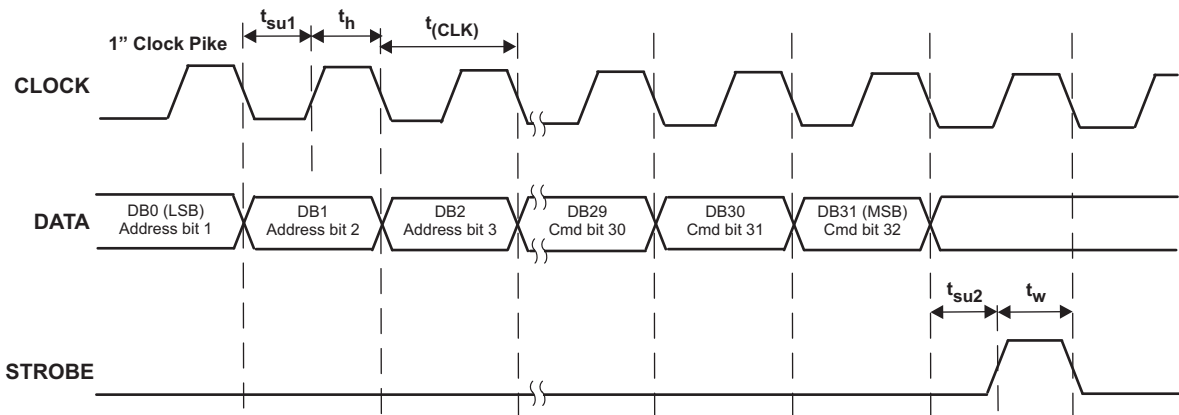 t_su1
t_h
t_(CLK)
1" Clock Pike
CLOCK
DATA
DB0 (LSB)
Address bit 1
DB1
Address bit 2
DB2
Address bit 3
DB29
Cmd bit 30
DB30
Cmd bit 31
DB31 (MSB)
Cmd bit 32
t_su2
t_w
STROBE